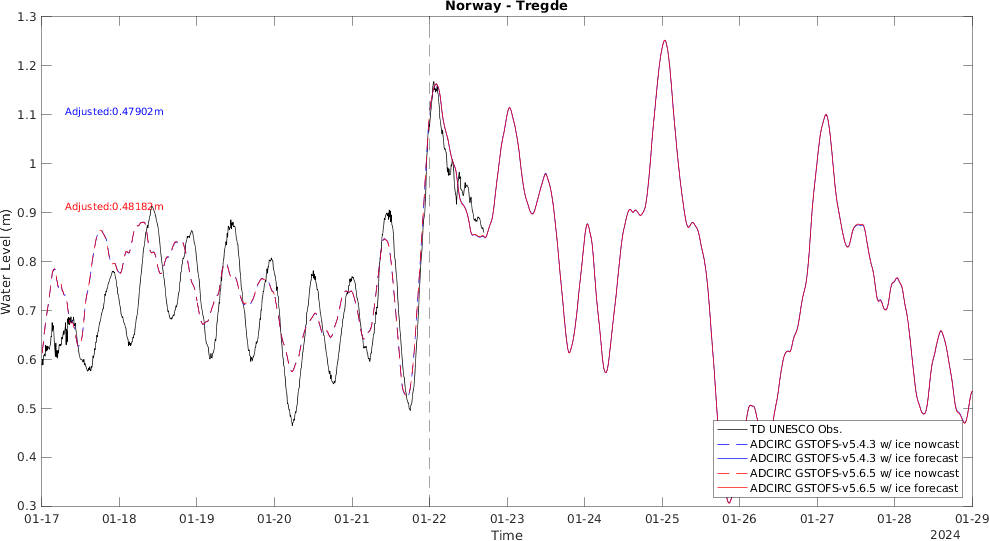 Norway - Tregde
1.3
1.2
1.1
1
0.9
0.8
0.7
0.6
0.5
0.4
0.3
Water Level (m)
Adjusted:0.47902m
Adjusted:0.48182m
TD UNESCO Obs.
ADCIRC GSTOFS-v5.4.3 w/ ice nowcast
ADCIRC GSTOFS-v5.4.3 w/ ice forecast
ADCIRC GSTOFS-v5.6.5 w/ ice nowcast
ADCIRC GSTOFS-v5.6.5 w/ ice forecast
01-17 01-18 01-19 01-20 01-21 01-22 01-23 01-24 01-25 01-26 01-27 01-28 01-29
Time
2024